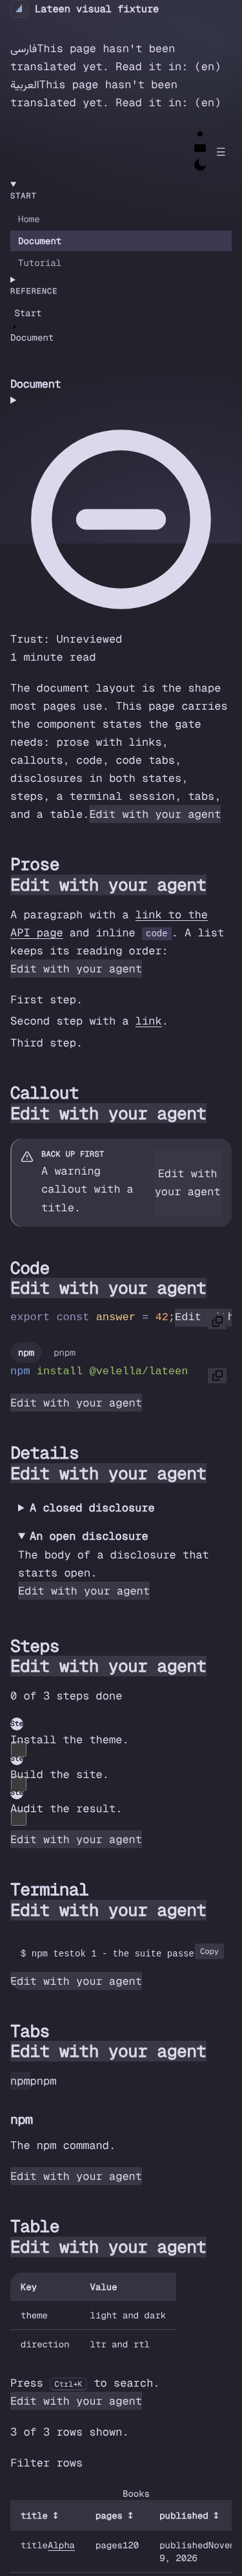 Lateen visual fixture
فارسیThis page hasn't been
translated yet. Read it in: (en)
العربيةThis page hasn't been
translated yet. Read it in: (en)
START
Home
Document
Tutorial
REFERENCE
Start
Document
Document
Trust: Unreviewed
1 minute read
The document layout is the shape
most pages use. This page carries
the component states the gate
needs: prose with links,
callouts, code, code tabs,
disclosures in both states,
steps, a terminal session, tabs,
and a table.Edit with your agent
Prose
Edit with your agent
A paragraph with a link to the
API page and inline code. A list
keeps its reading order:
Edit with your agent
First step.
Second step with a link.
Third step.
Callout
Edit with your agent
BACK UP FIRST
A warning
callout with a
title.
Edit with
your agent
Code
Edit with your agent
export const answer = 42;Edit
npm pnpm
npm install @velella/lateen
Edit with your agent
Details
Edit with your agent
A closed disclosure
An open disclosure
The body of a disclosure that
starts open.
Edit with your agent
Steps
Edit with your agent
0 of 3 steps done
Install the theme.
Build the site.
Audit the result.
Edit with your agent
Terminal
Edit with your agent
$ npm testok 1 - the suite passe
Copy
Edit with your agent
Tabs
Edit with your agent
npmpnpm
npm
The npm command.
Edit with your agent
Table
Edit with your agent
Key Value
theme light and dark
direction ltr and rtl
Press Ctrl+K to search.
Edit with your agent
3 of 3 rows shown.
Filter rows
Books
title ↕ pages ↕ published ↕
titleAlpha pages120 publishedNover
9, 2026